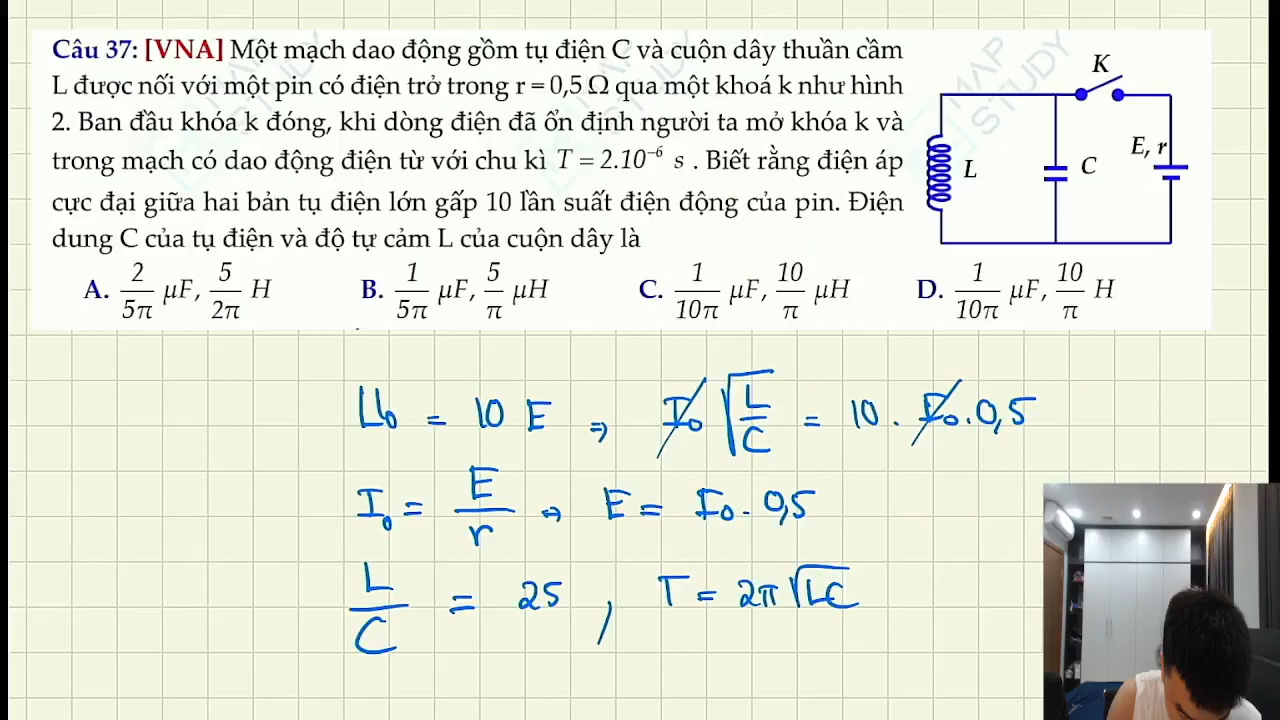 Câu 37: [VNA] Một mạch dao động gồm tụ điện C và cuộn dây thuần cảm
L được nối với một pin có điện trở trong r = 0,5 Ω qua một khoá k như hình
2. Ban đầu khóa k đóng, khi dòng điện đã ổn định người ta mở khóa k và
trong mạch có dao động điện từ với chu kì T = 2.10⁻⁶ s . Biết rằng điện áp
cực đại giữa hai bản tụ điện lớn gấp 10 lần suất điện động của pin. Điện
dung C của tụ điện và độ tự cảm L của cuộn dây là
A. 2/5π μF, 5/2π H B. 1/5π μF, 5/π μH C. 1/10π μF, 10/π μH D. 1/10π μF, 10/π H
K
L
C
E, r
MAP STUDY
U₀ = 10 E ⇒ I₀ √(L/C) = 10 . I₀ . 0,5
I₀ = E/r ⇒ E = I₀ . 0,5
L/C = 25 , T = 2π√LC